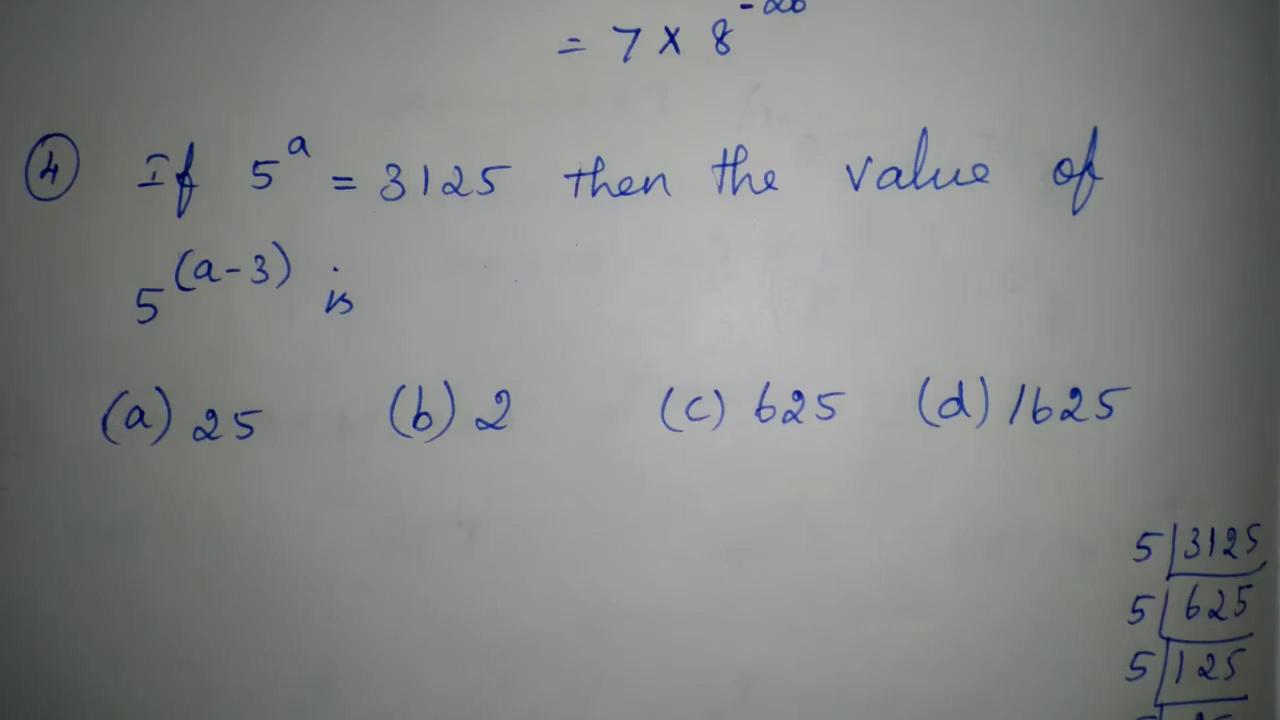 = 7 × 8
④ If 5^a = 3125 then the value of
5^(a-3) is
(a) 25 (b) 2 (c) 625 (d) 1625
5 | 3125
5 | 625
5 | 125